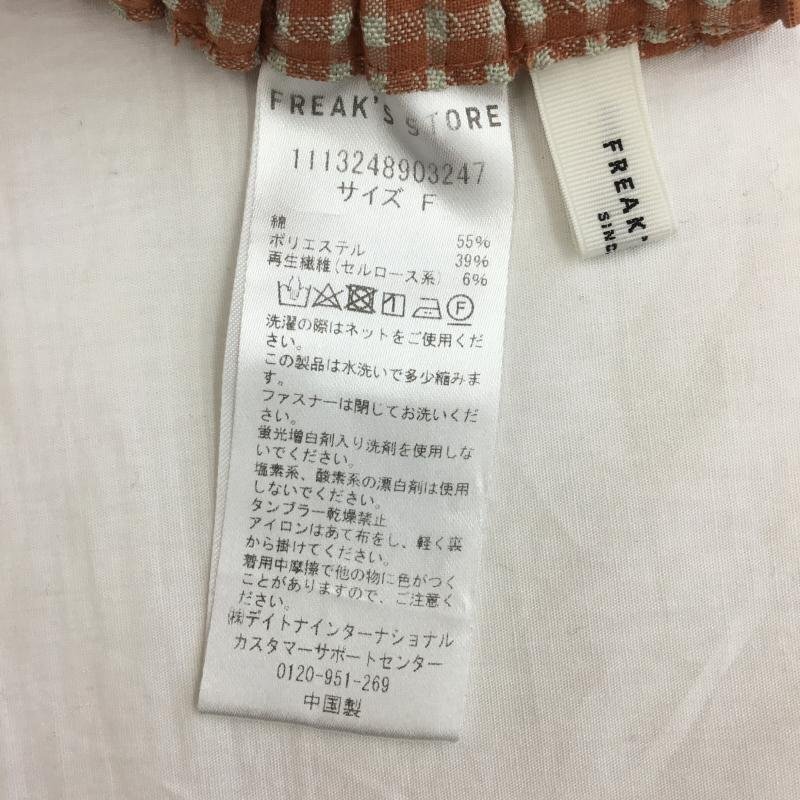 FREAK'S STORE
1113248903247
サイズ F
綿 55%
ポリエステル 39%
再生繊維(セルロース系) 6%
洗濯の際はネットをご使用くだ
さい。
この製品は水洗いで多少縮みま
す。
ファスナーは閉じてお洗いくだ
さい。
蛍光増白剤入り洗剤を使用しな
いでください。
塩素系、酸素系の漂白剤は使用
しないでください。
タンブラー乾燥禁止
アイロンはあて布をし、軽く裏
から掛けてください。
着用中摩擦で他の物に色がつく
ことがありますので、ご注意く
ださい。
㈱デイトナインターナショナル
カスタマーサポートセンター
0120-951-269
中国製
FREAK'
SINC